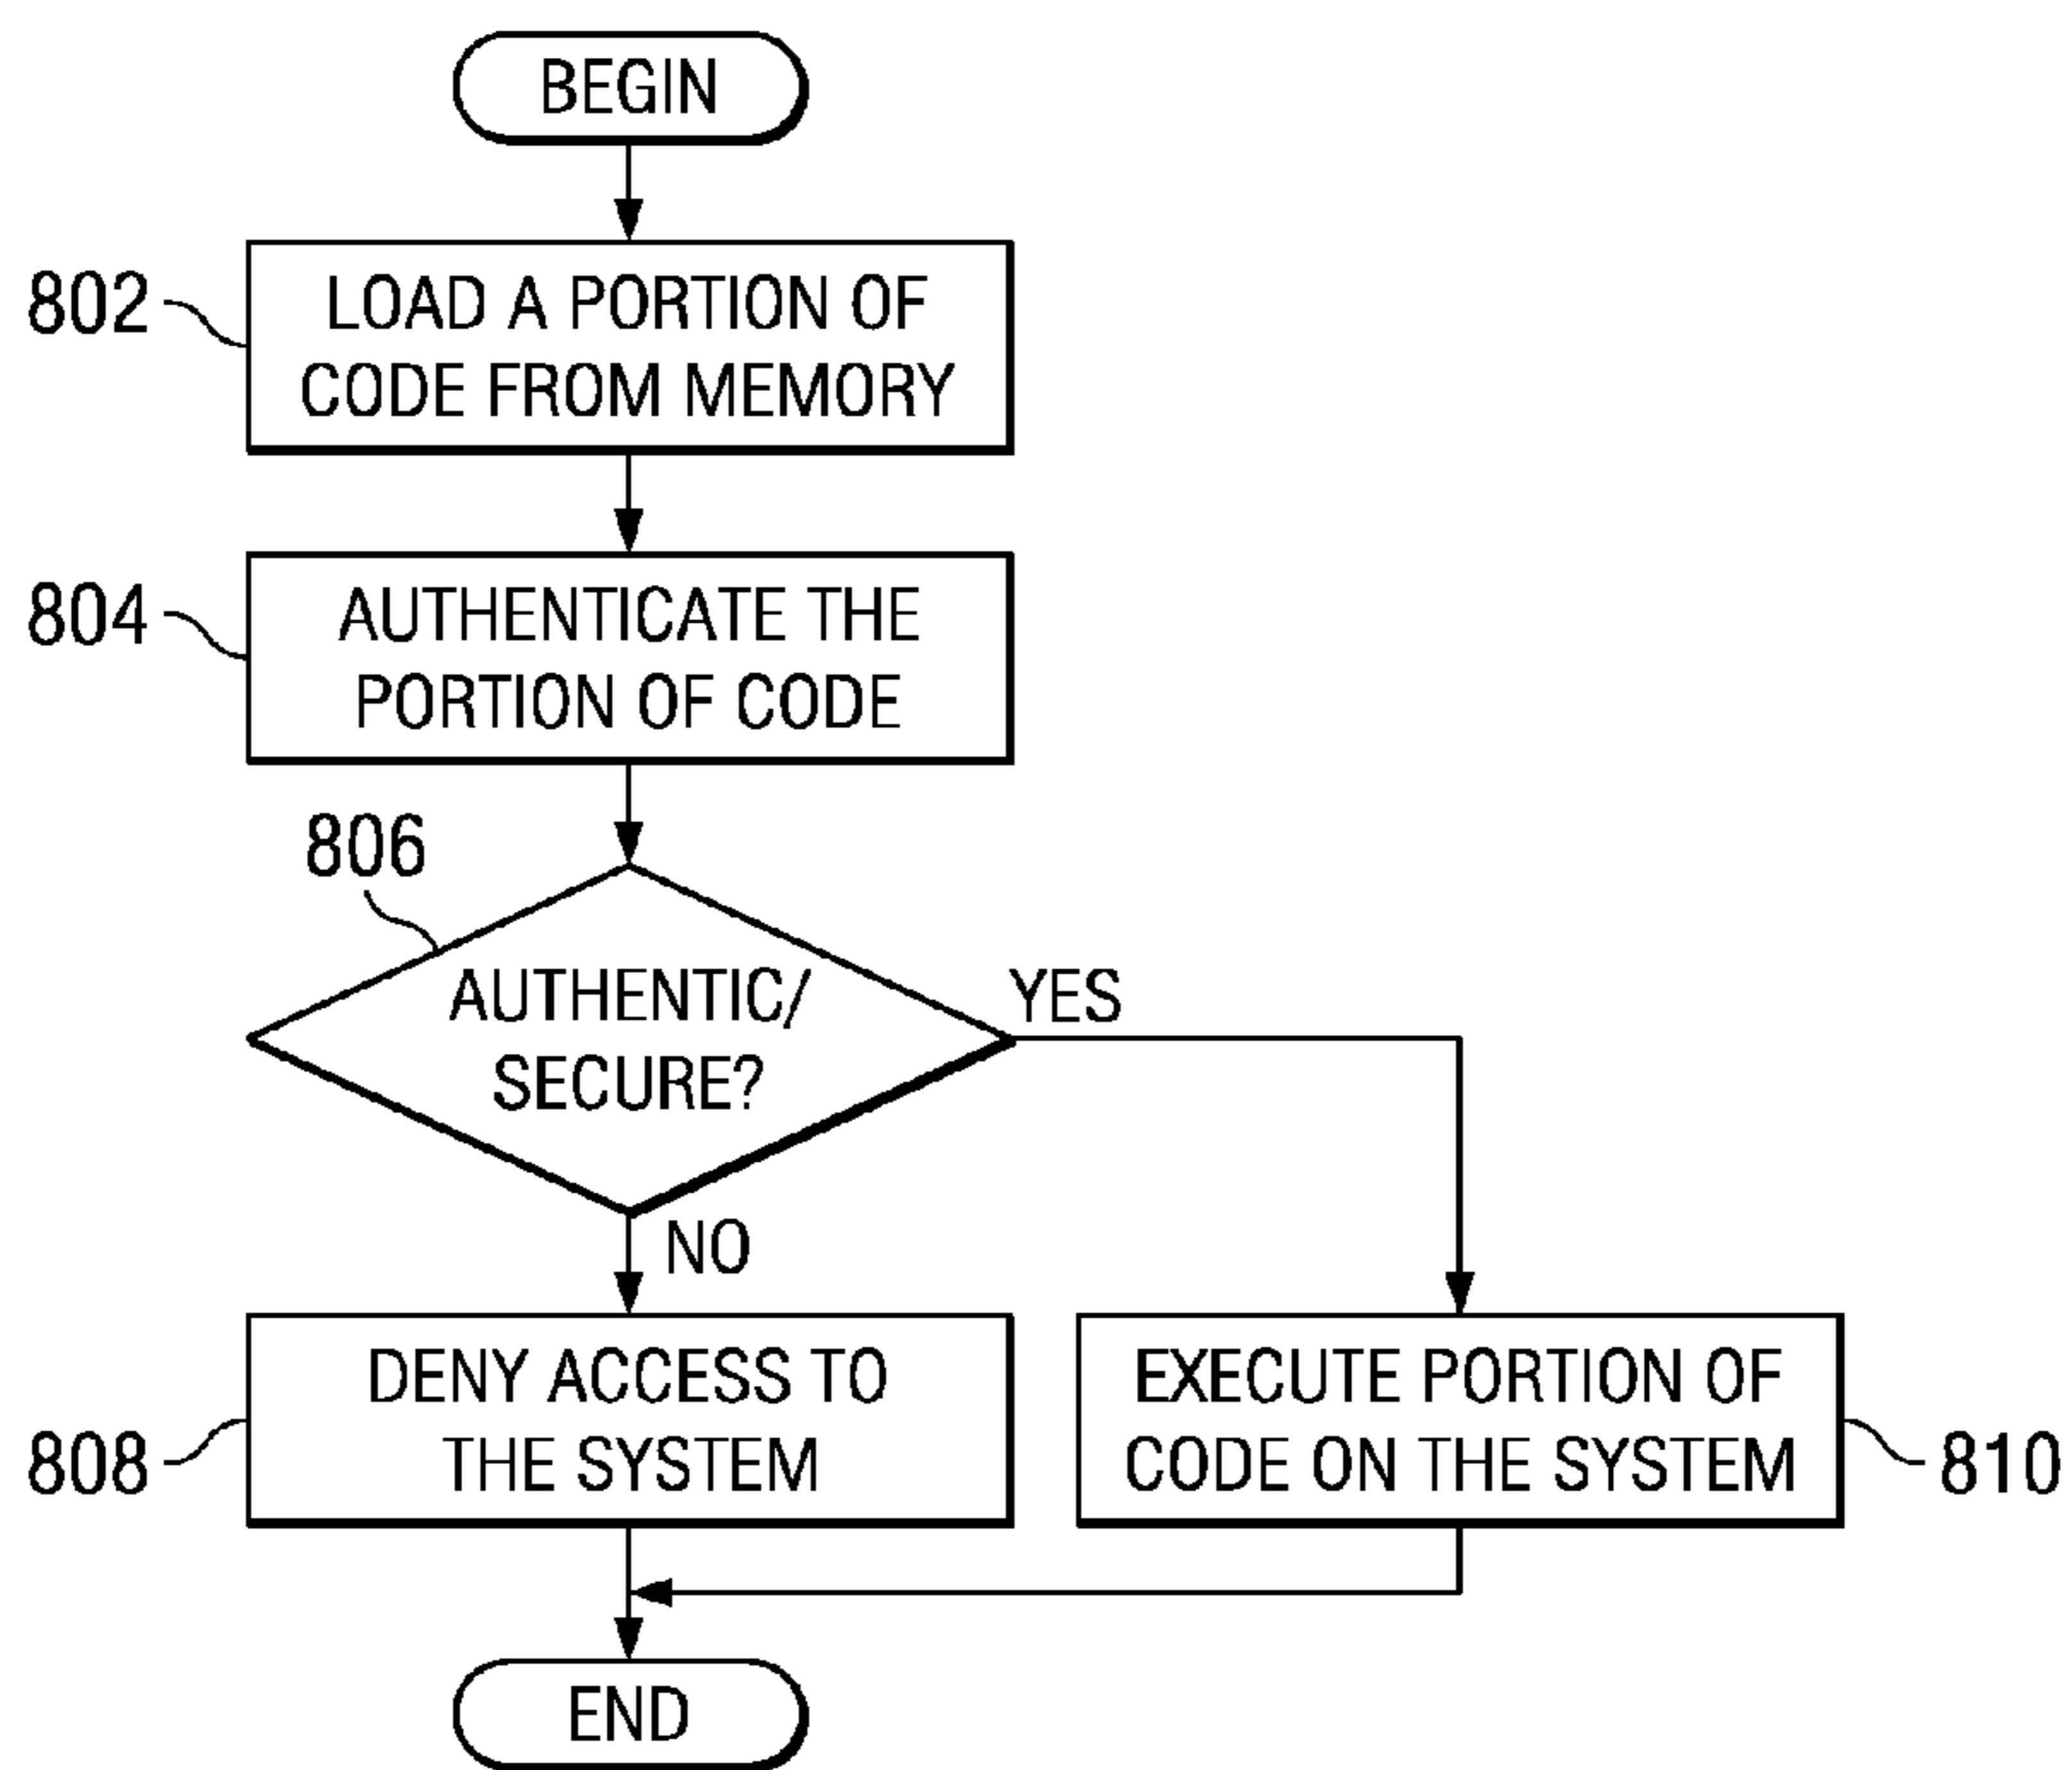 BEGIN
802
LOAD A PORTION OF
CODE FROM MEMORY
804
AUTHENTICATE THE
PORTION OF CODE
806
AUTHENTIC/
SECURE?
YES
NO
808
DENY ACCESS TO
THE SYSTEM
EXECUTE PORTION OF
CODE ON THE SYSTEM
810
END